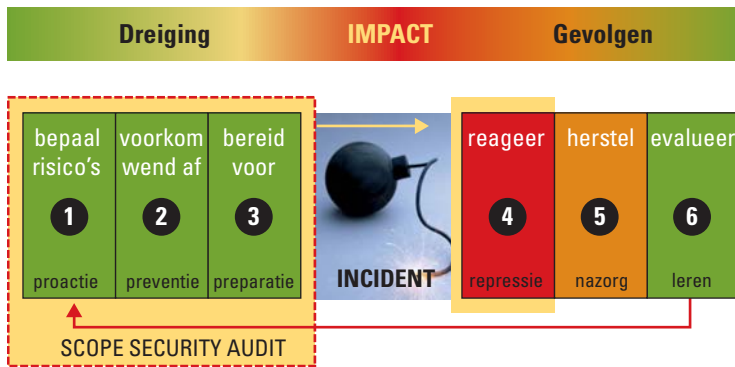 Dreiging IMPACT Gevolgen
bepaal
risico's
1
proactie
voorkom
wend af
2
preventie
bereid
voor
3
preparatie
INCIDENT
reageer
4
repressie
herstel
5
nazorg
evalueer
6
leren
SCOPE SECURITY AUDIT